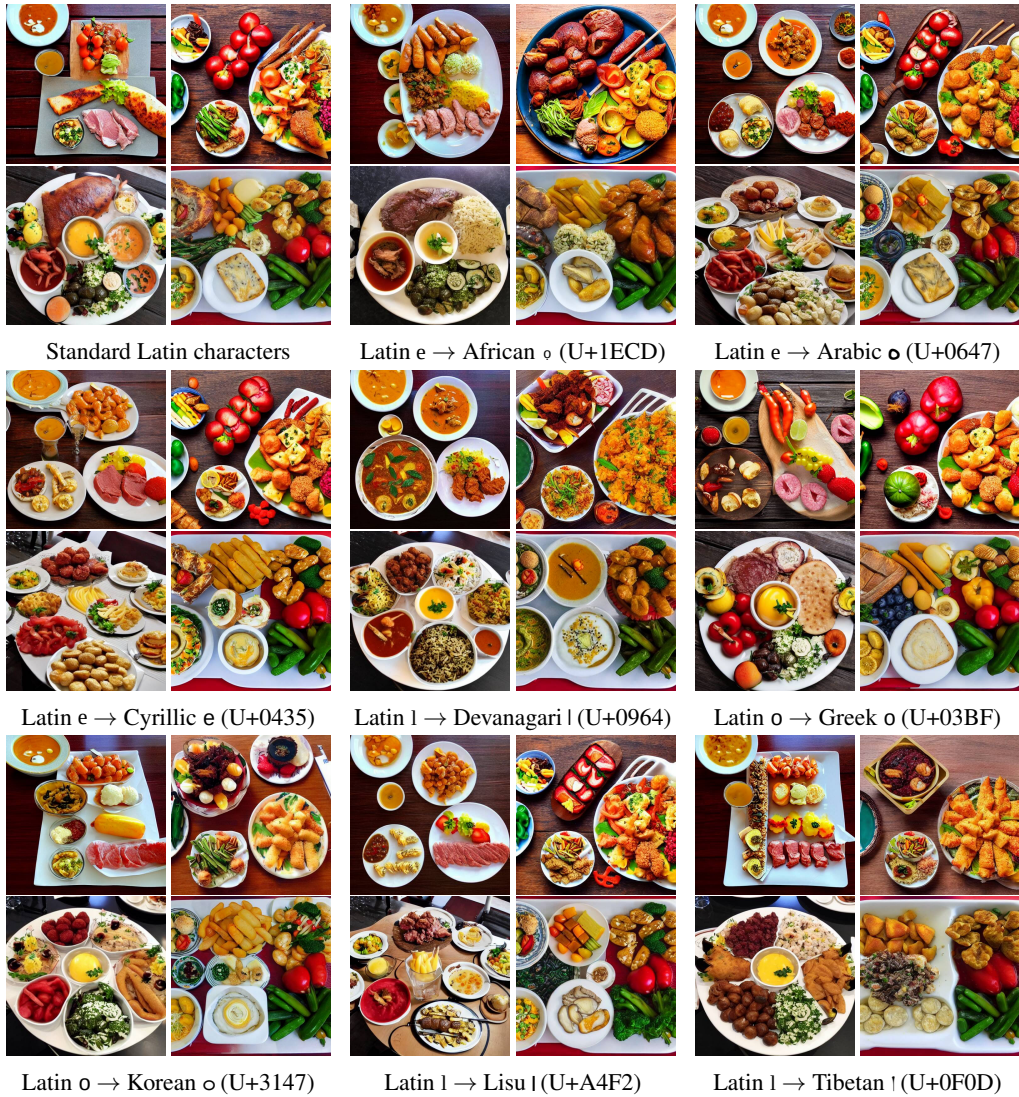 Standard Latin characters
Latin e → African ọ (U+1ECD)
Latin e → Arabic ه (U+0647)
Latin e → Cyrillic е (U+0435)
Latin l → Devanagari । (U+0964)
Latin o → Greek ο (U+03BF)
Latin o → Korean ㅇ (U+3147)
Latin l → Lisu ꓲ (U+A4F2)
Latin l → Tibetan ། (U+0F0D)